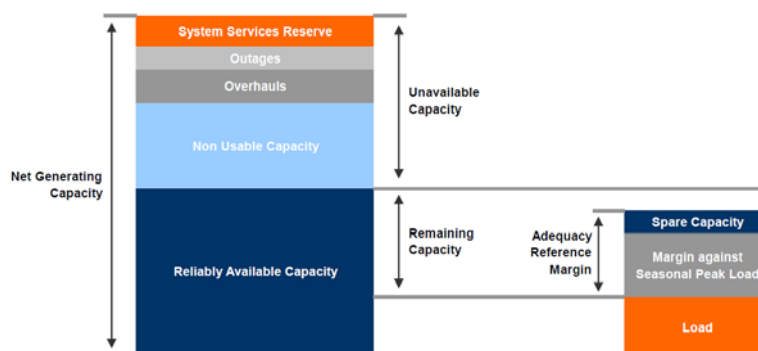 System Services Reserve
Outages
Overhauls
Unavailable
Capacity
Non Usable Capacity
Net Generating
Capacity
Reliably Available Capacity
Remaining
Capacity
Adequacy
Reference
Margin
Spare Capacity
Margin against
Seasonal Peak Load
Load